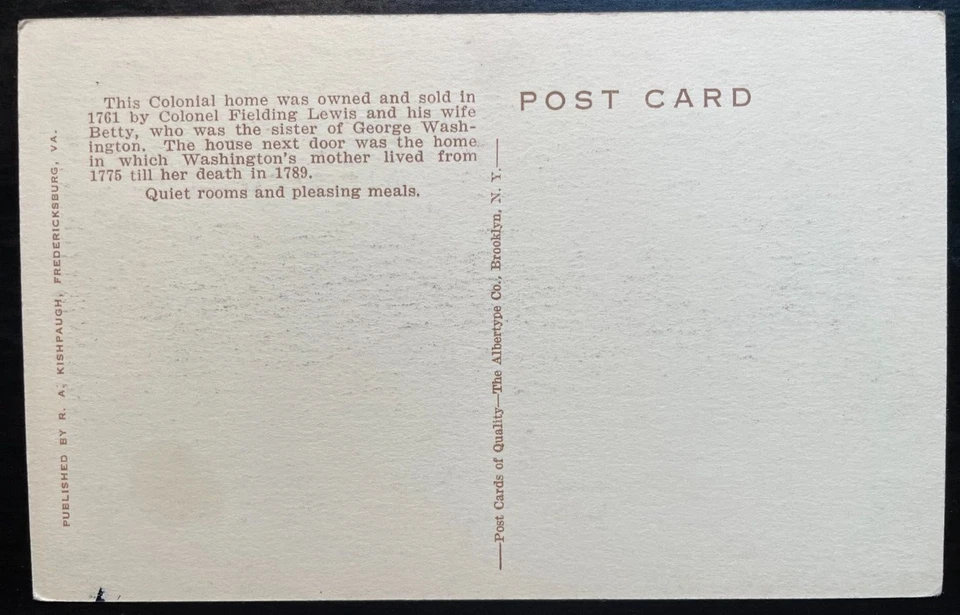 This Colonial home was owned and sold in
1761 by Colonel Fielding Lewis and his wife
Betty, who was the sister of George Wash-
ington. The house next door was the home
in which Washington's mother lived from
1775 till her death in 1789.
Quiet rooms and pleasing meals.
POST CARD
PUBLISHED BY R. A. KISHPAUGH, FREDERICKSBURG, VA.
—Post Cards of Quality—The Albertype Co., Brooklyn, N. Y.—